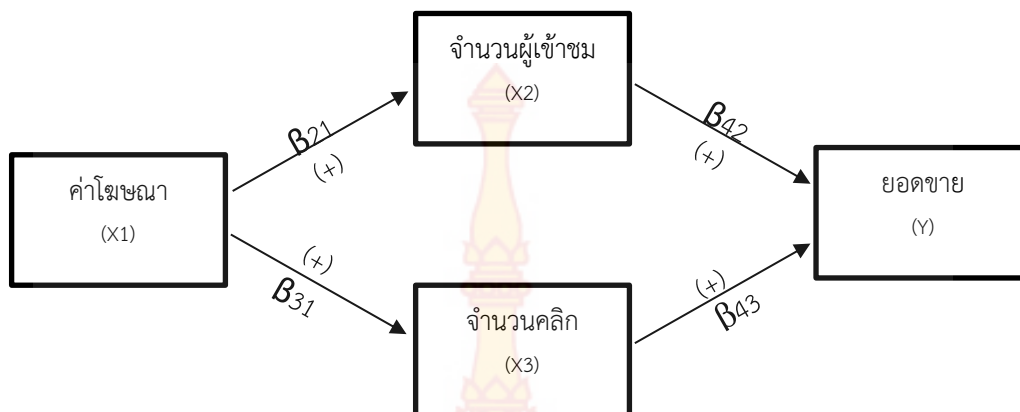 จำนวนผู้เข้าชม
(X2)
β21
(+)
β42
(+)
ค่าโฆษณา
(X1)
ยอดขาย
(Y)
(+)
β31
(+)
β43
จำนวนคลิก
(X3)